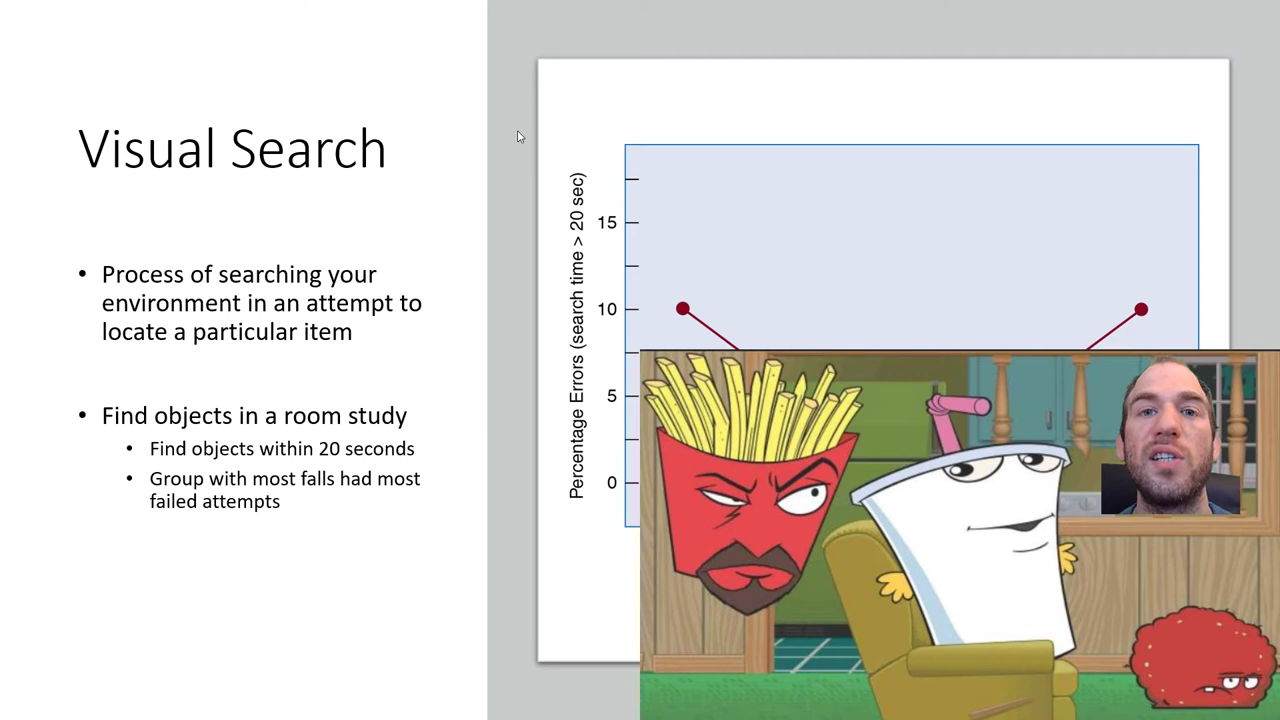 Visual Search
• Process of searching your
environment in an attempt to
locate a particular item
• Find objects in a room study
• Find objects within 20 seconds
• Group with most falls had most
failed attempts
Percentage Errors (search time > 20 sec)
15
10
5
0